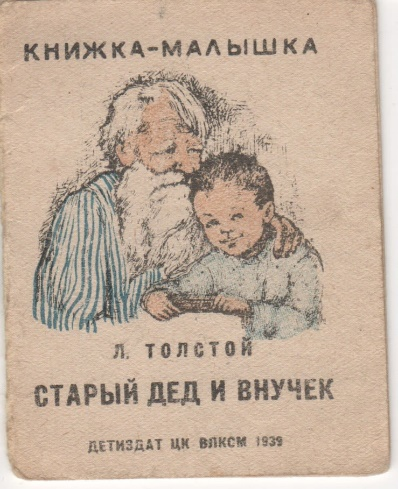 КНИЖКА-МАЛЫШКА
Л. ТОЛСТОЙ
СТАРЫЙ ДЕД И ВНУЧЕК
ДЕТИЗДАТ ЦК ВЛКСМ 1939